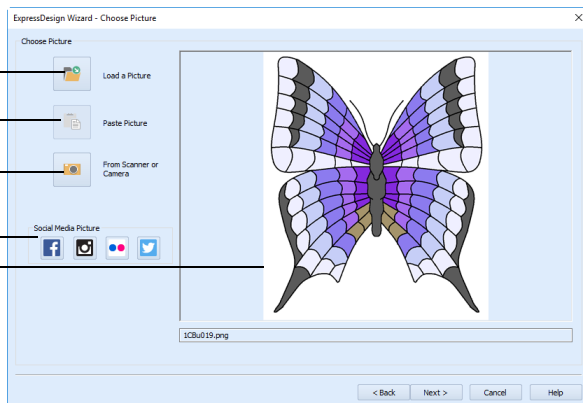 ExpressDesign Wizard - Choose Picture
Choose Picture
Load a Picture
Paste Picture
From Scanner or
Camera
Social Media Picture
1CBu019.png
< Back
Next >
Cancel
Help